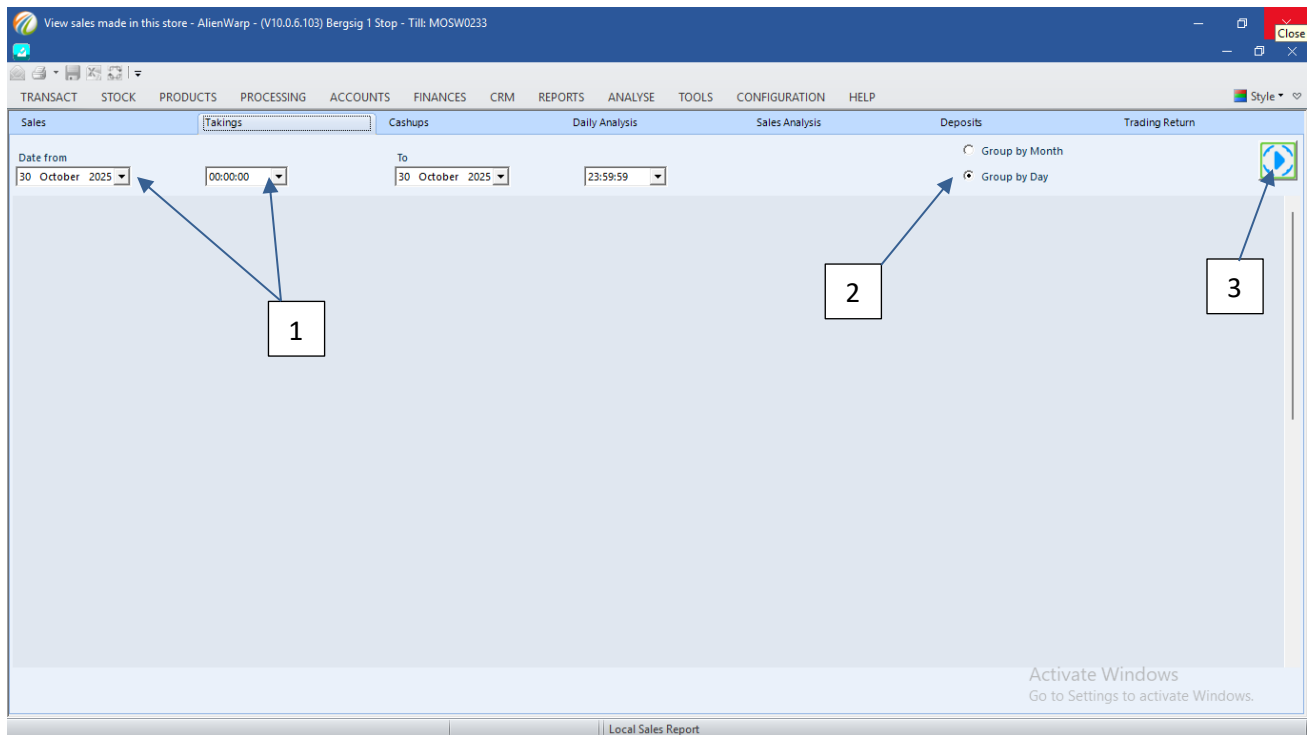 View sales made in this store - AlienWarp - (V10.0.6.103) Bergsig 1 Stop - Till: MOSW0233
Close
TRANSACT STOCK PRODUCTS PROCESSING ACCOUNTS FINANCES CRM REPORTS ANALYSE TOOLS CONFIGURATION HELP Style
Sales Takings Cashups Daily Analysis Sales Analysis Deposits Trading Return
Date from To Group by Month
30 October 2025 00:00:00 30 October 2025 23:59:59 Group by Day
2 3
1
Activate Windows
Go to Settings to activate Windows.
Local Sales Report